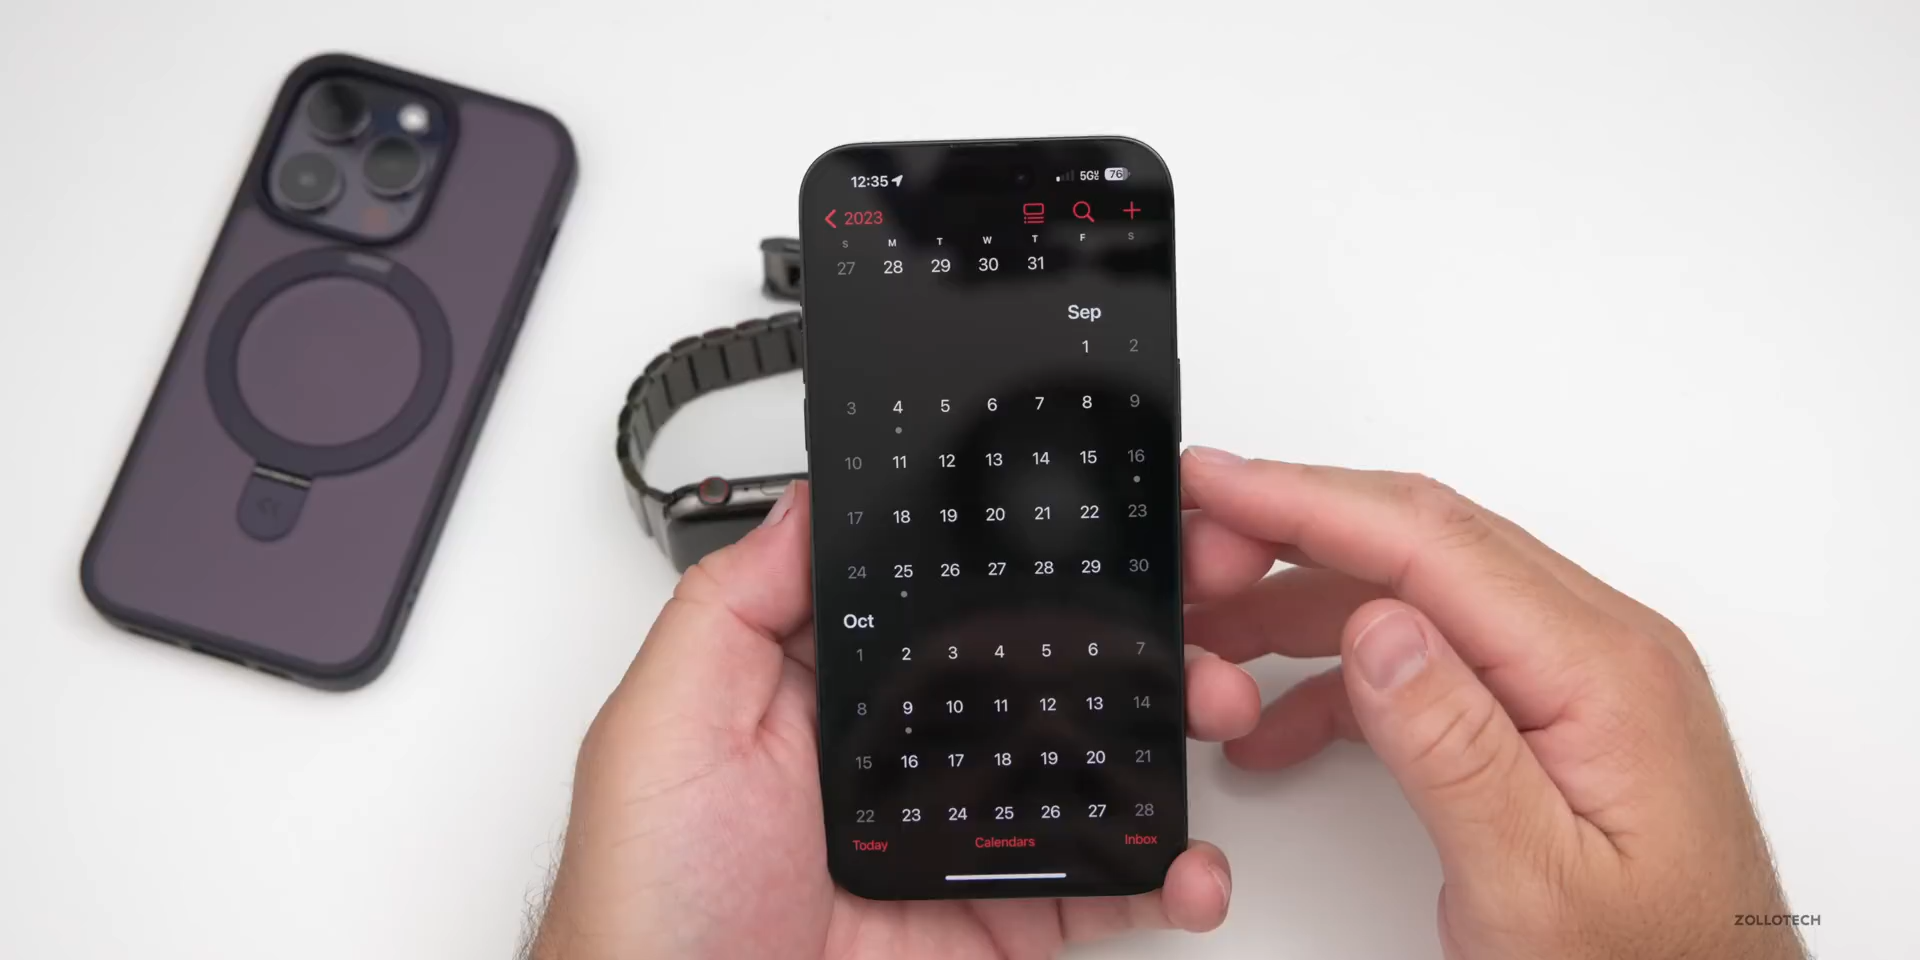 12:35 5G 76
2023
S M T W T F S
27 28 29 30 31
Sep
1 2
3 4 5 6 7 8 9
10 11 12 13 14 15 16
17 18 19 20 21 22 23
24 25 26 27 28 29 30
Oct
1 2 3 4 5 6 7
8 9 10 11 12 13 14
15 16 17 18 19 20 21
22 23 24 25 26 27 28
Today Calendars Inbox
ZOLLOTECH